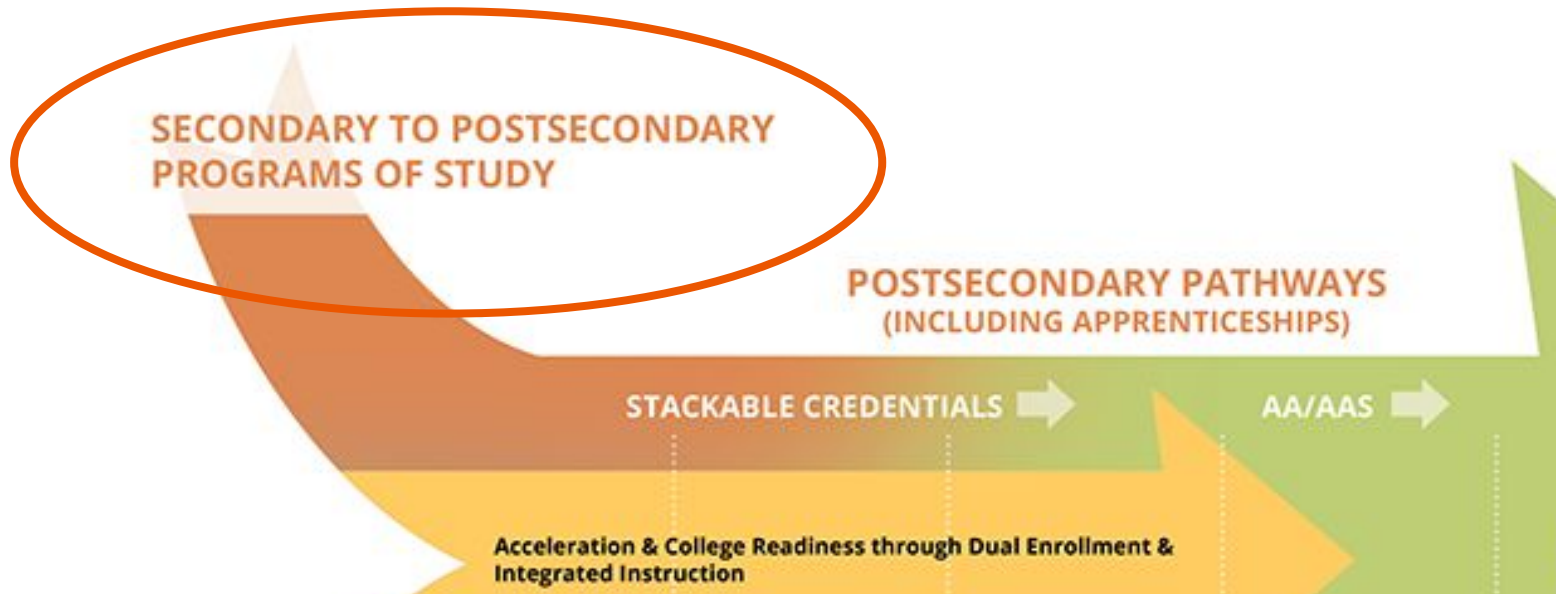 SECONDARY TO POSTSECONDARY
PROGRAMS OF STUDY
POSTSECONDARY PATHWAYS
(INCLUDING APPRENTICESHIPS)
STACKABLE CREDENTIALS
AA/AAS
Acceleration & College Readiness through Dual Enrollment &
Integrated Instruction